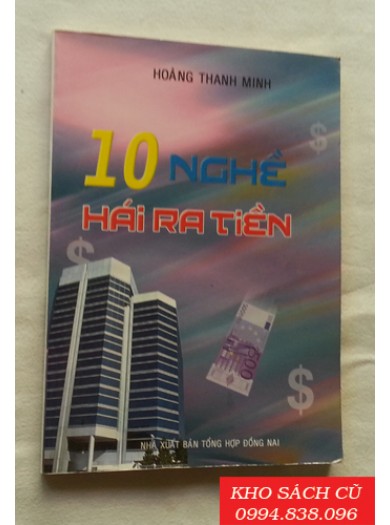 HOÀNG THANH MINH
10 NGHỀ
HÁI RA TIỀN
$
$
$
500
NHÀ XUẤT BẢN TỔNG HỢP ĐỒNG NAI
KHO SÁCH CŨ
0994.838.096